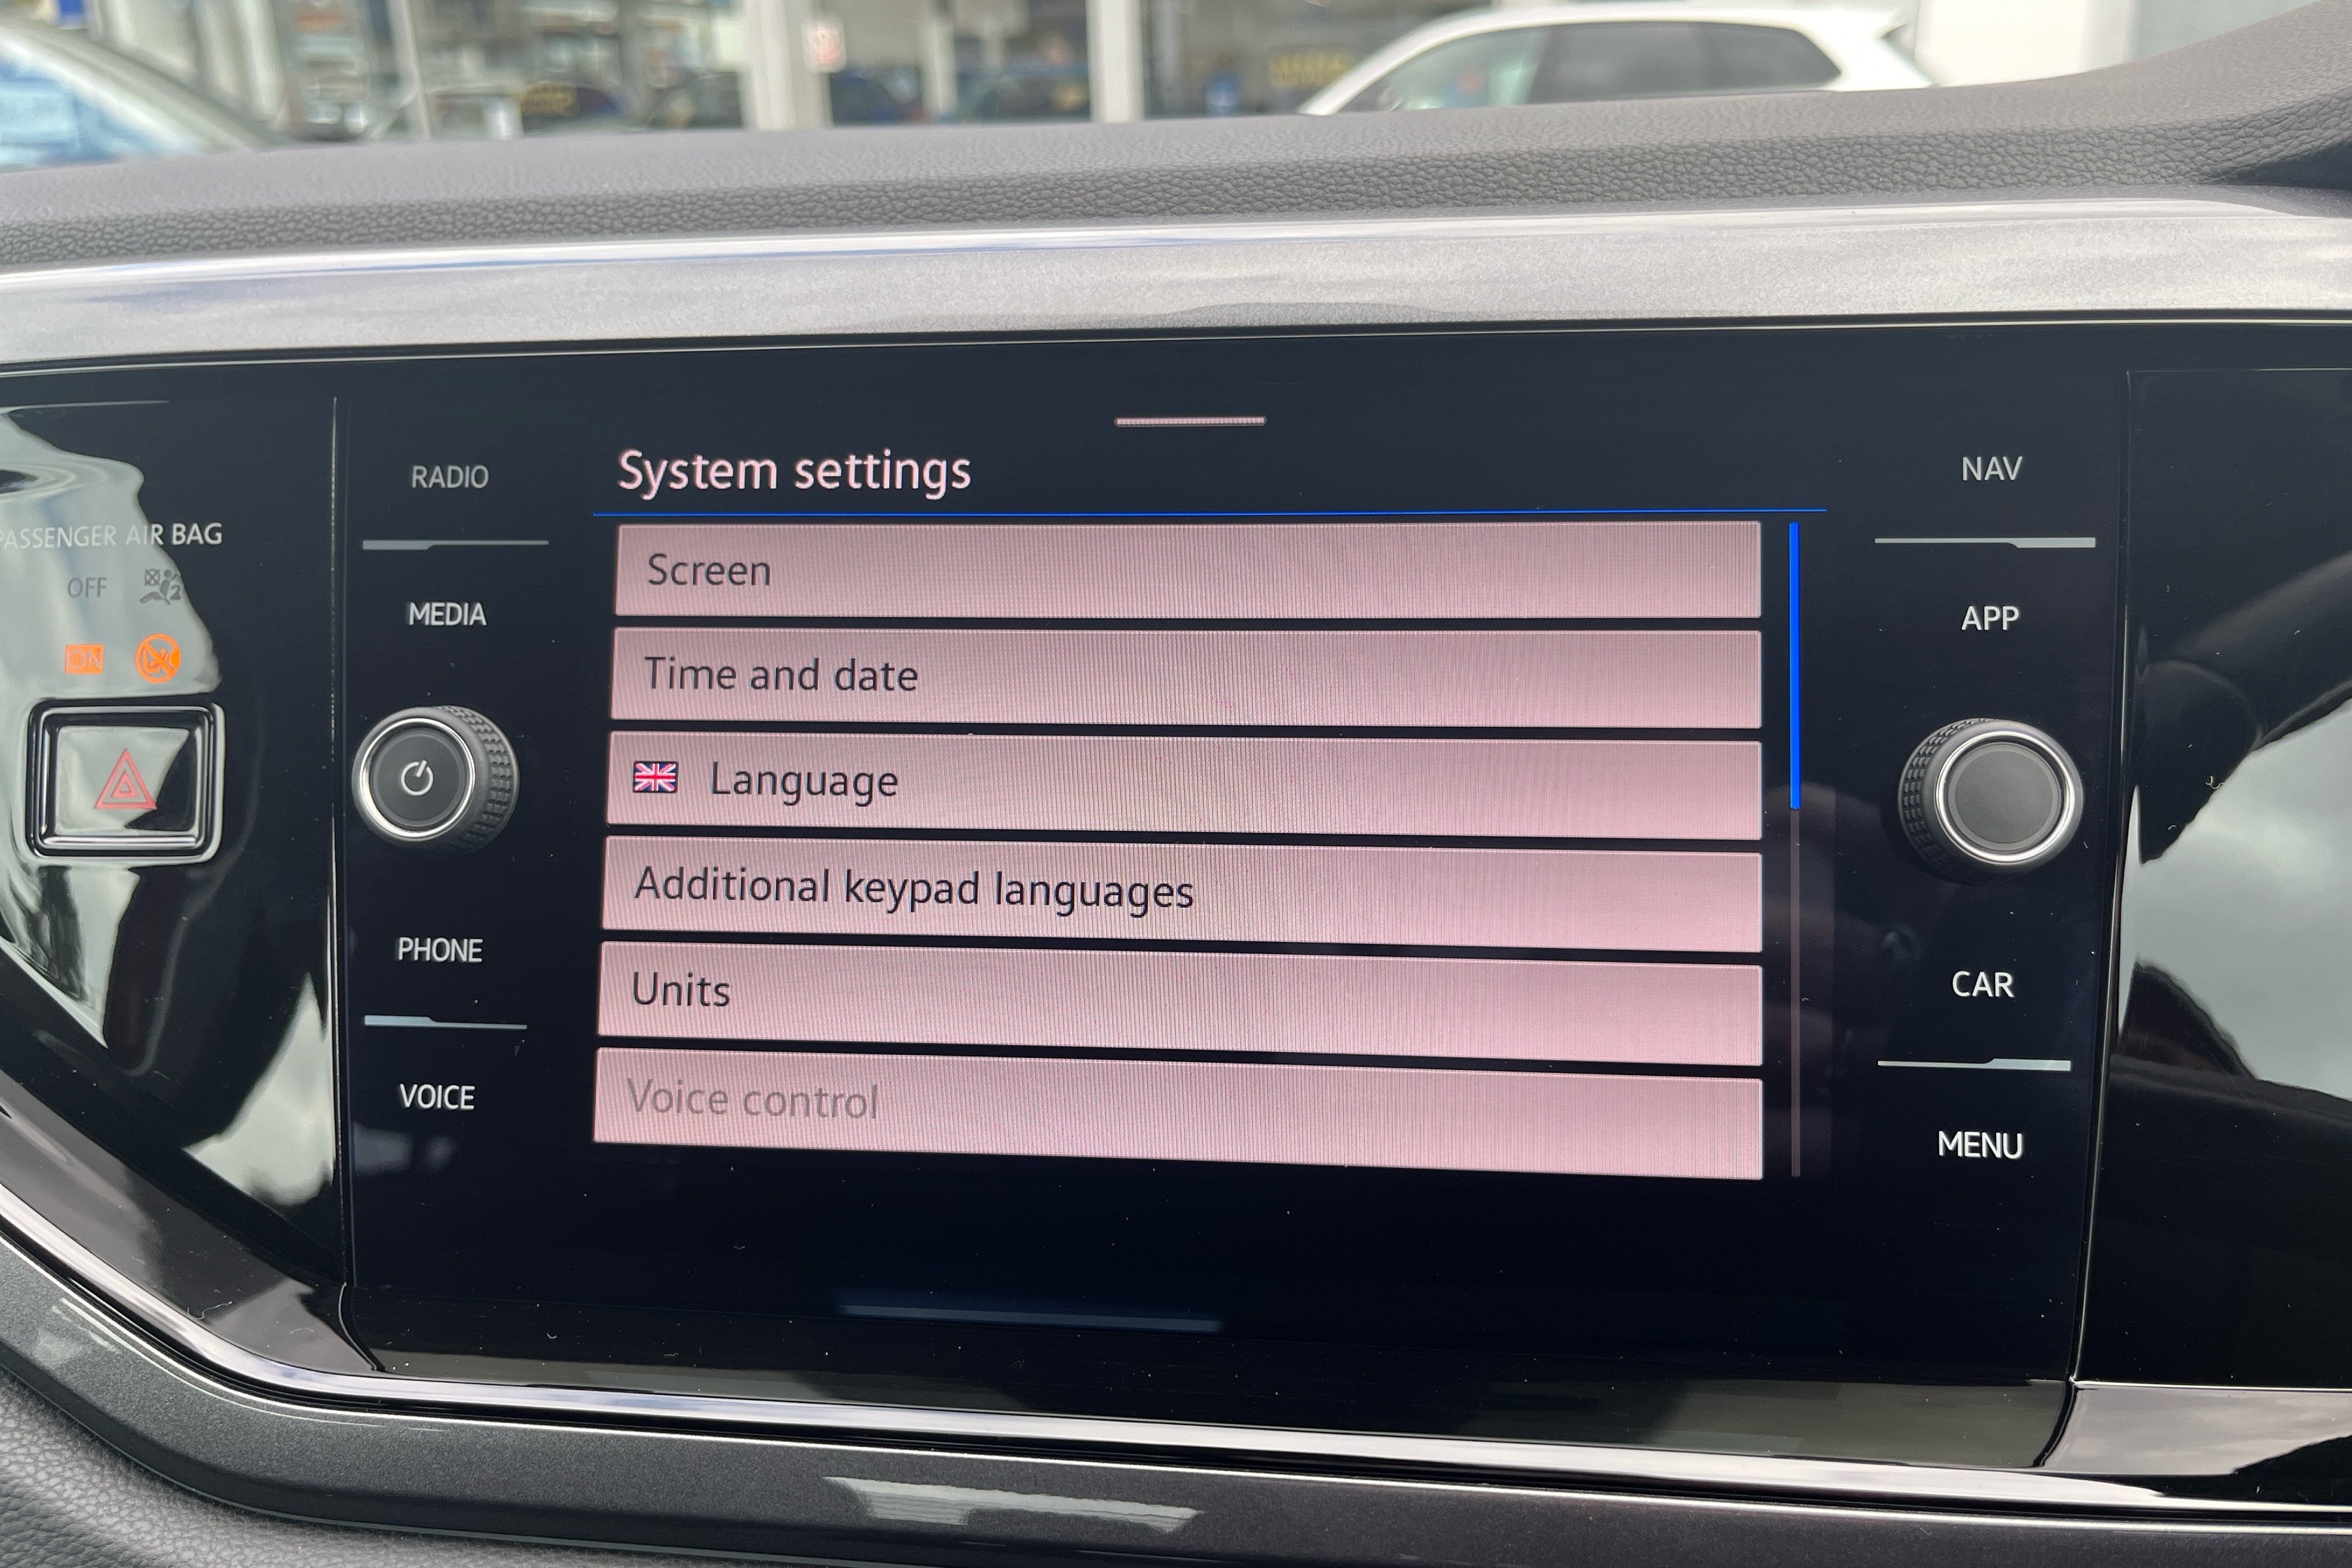 System settings
Screen
Time and date
Language
Additional keypad languages
Units
Voice control
RADIO
MEDIA
PHONE
VOICE
NAV
APP
CAR
MENU
PASSENGER AIR BAG
OFF
ON